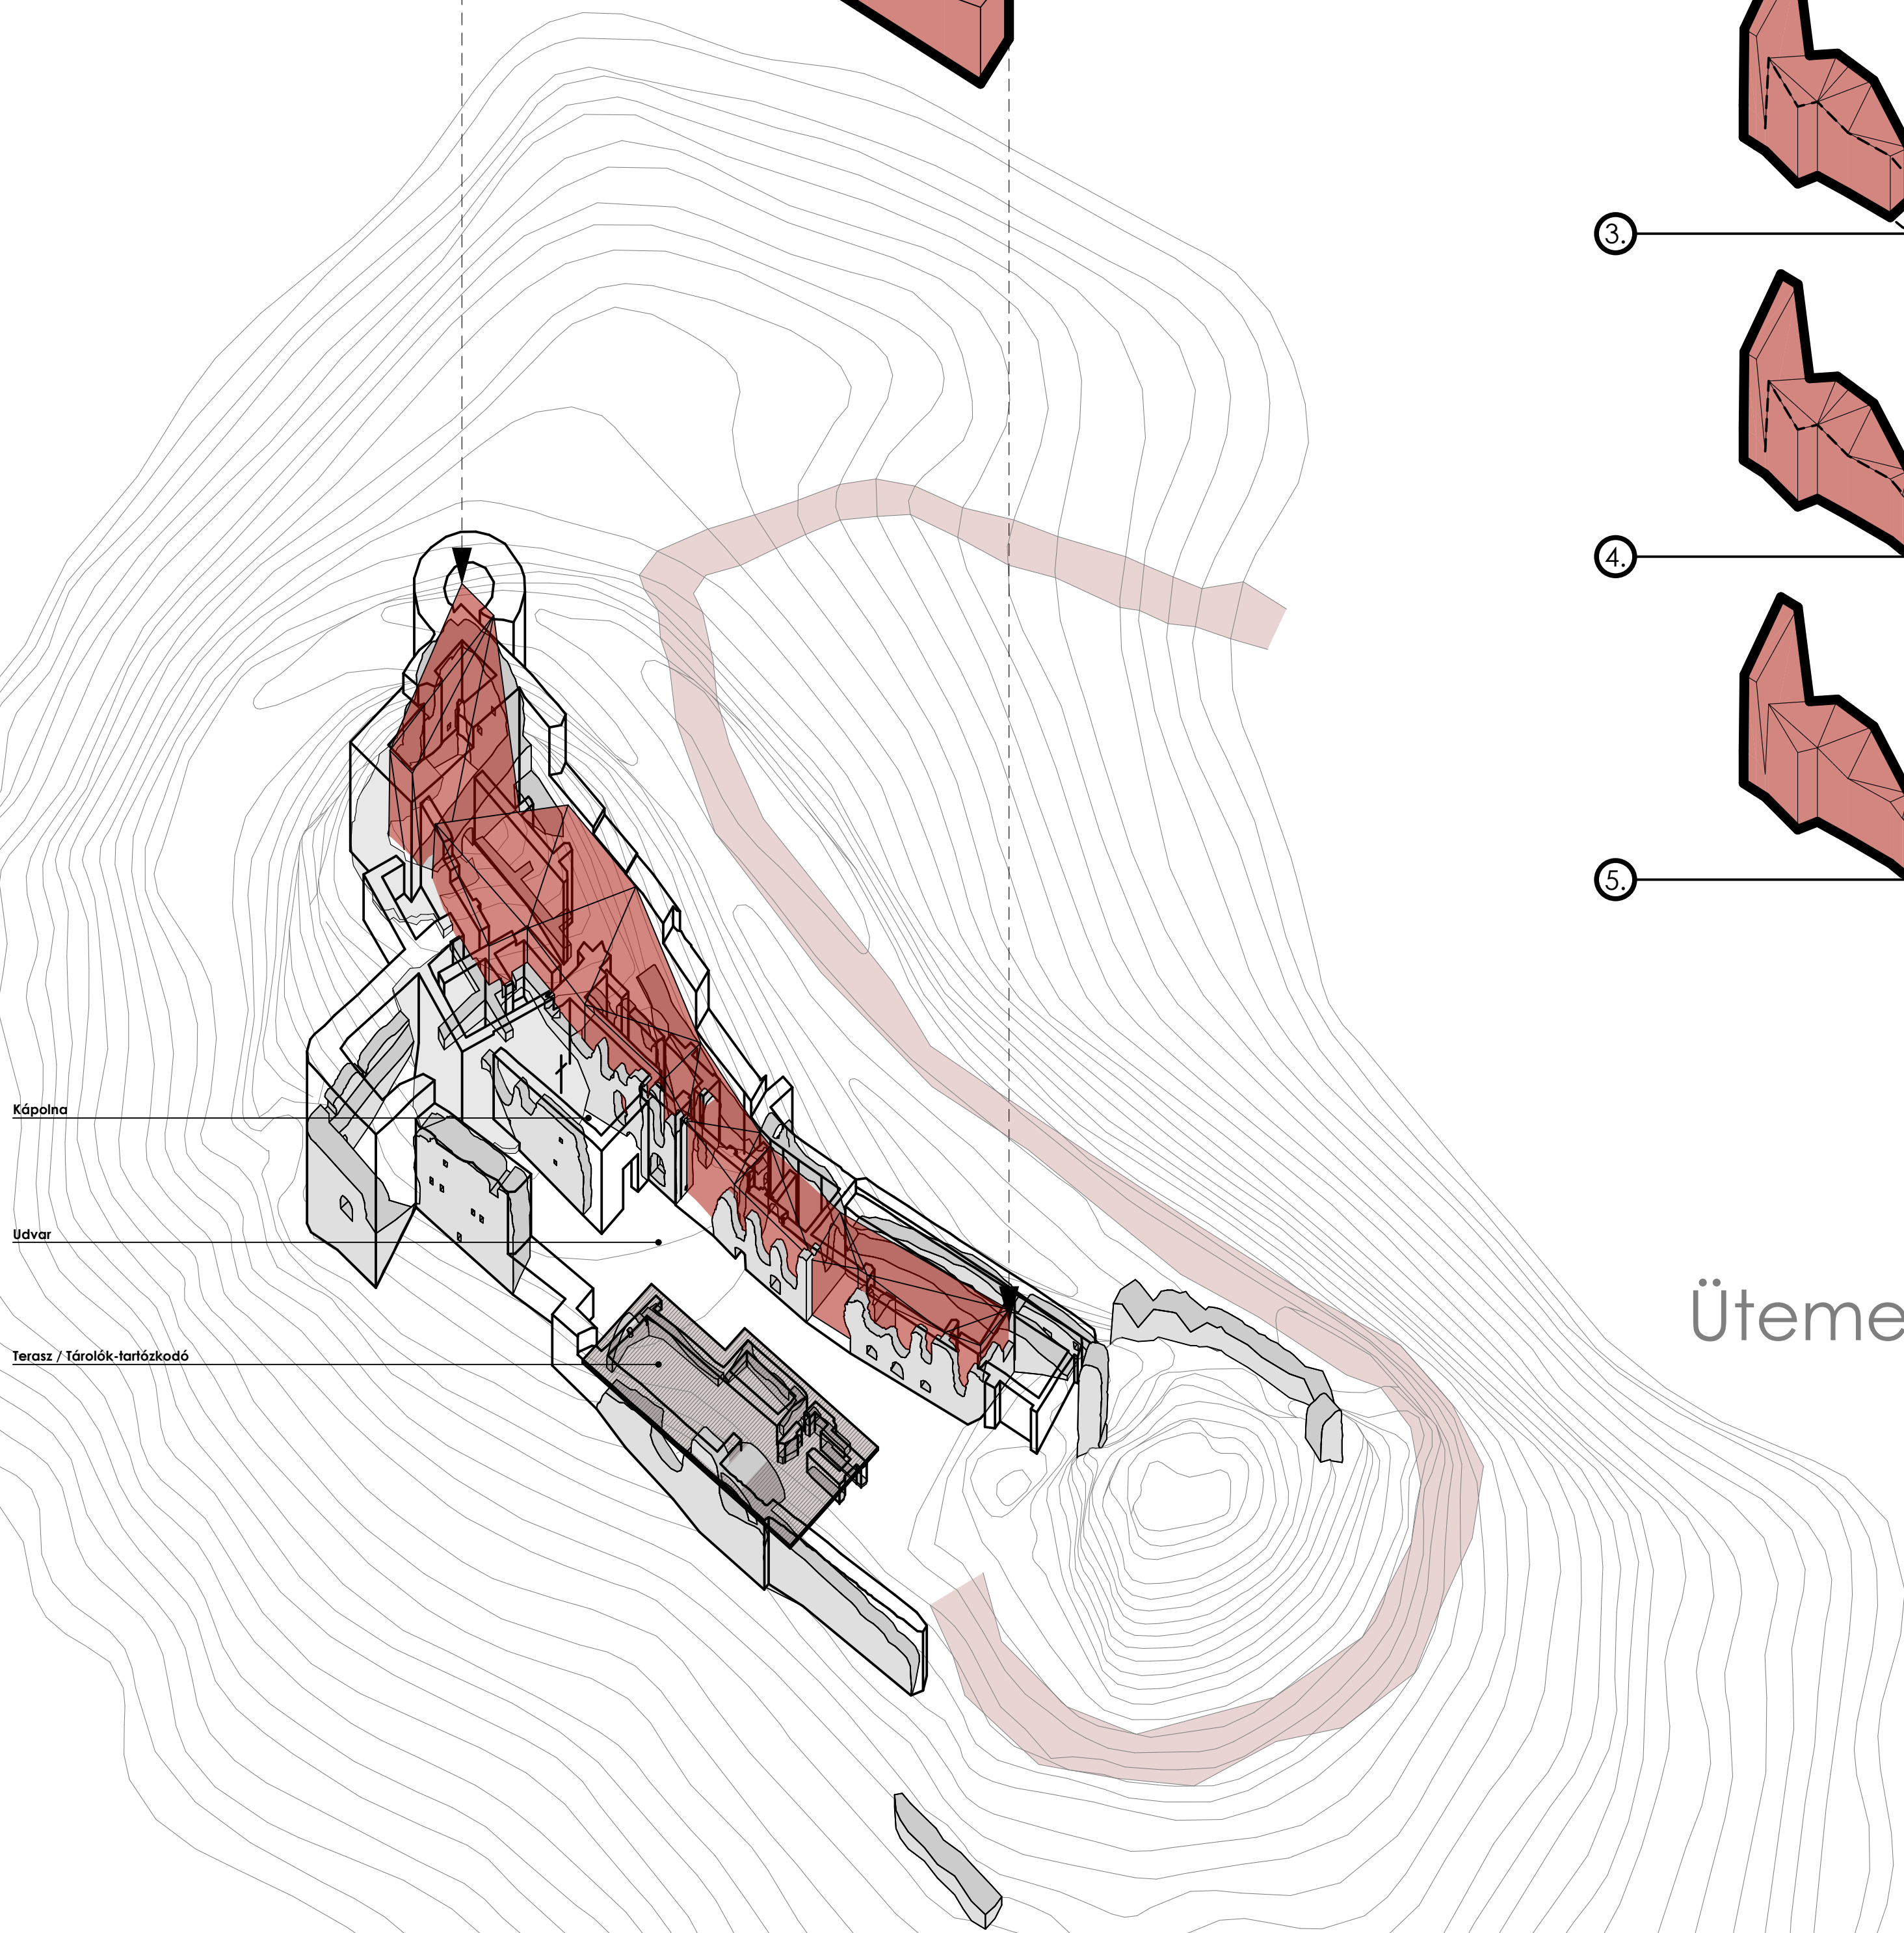 3.
4.
5.
Kápolna
Udvar
Üteme
Terasz / Tárolók-tartózkodó